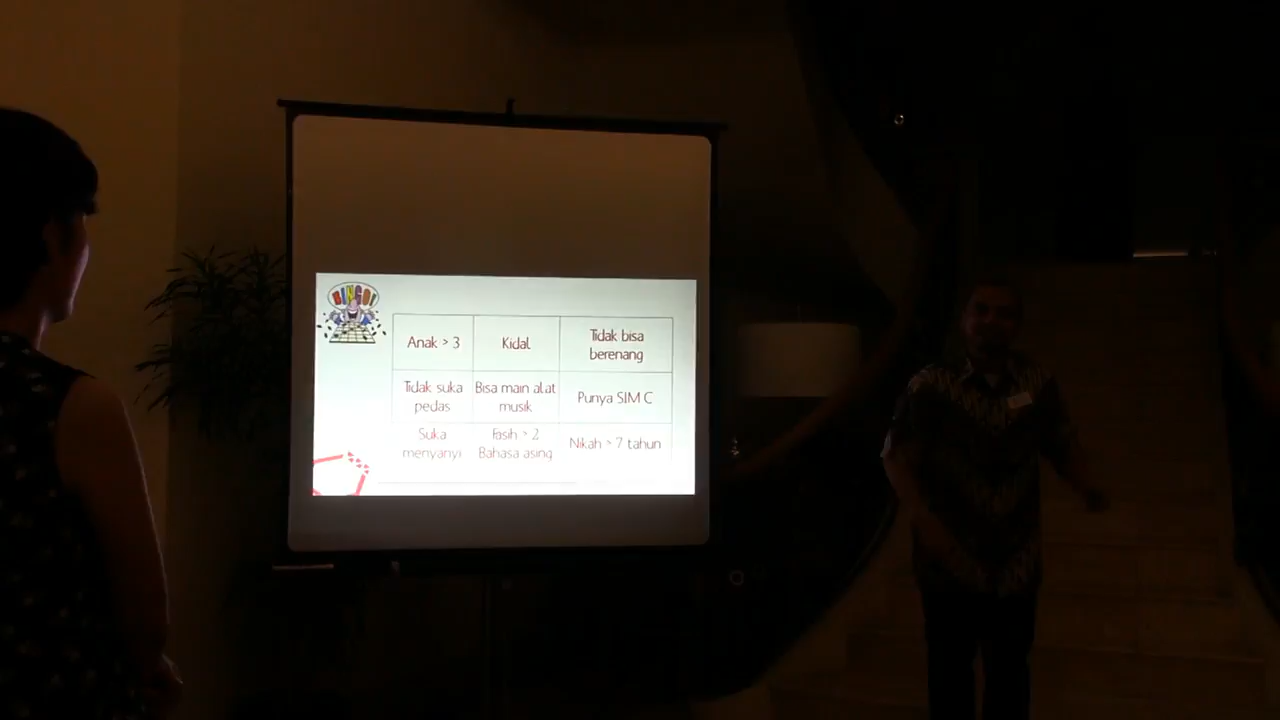 BINGO!
Anak > 3
Kidal
Tidak bisa
berenang
Tidak suka
pedas
Bisa main alat
musik
Punya SIM C
Suka
menyanyi
Fasih > 2
Bahasa asing
Nikah > 7 tahun